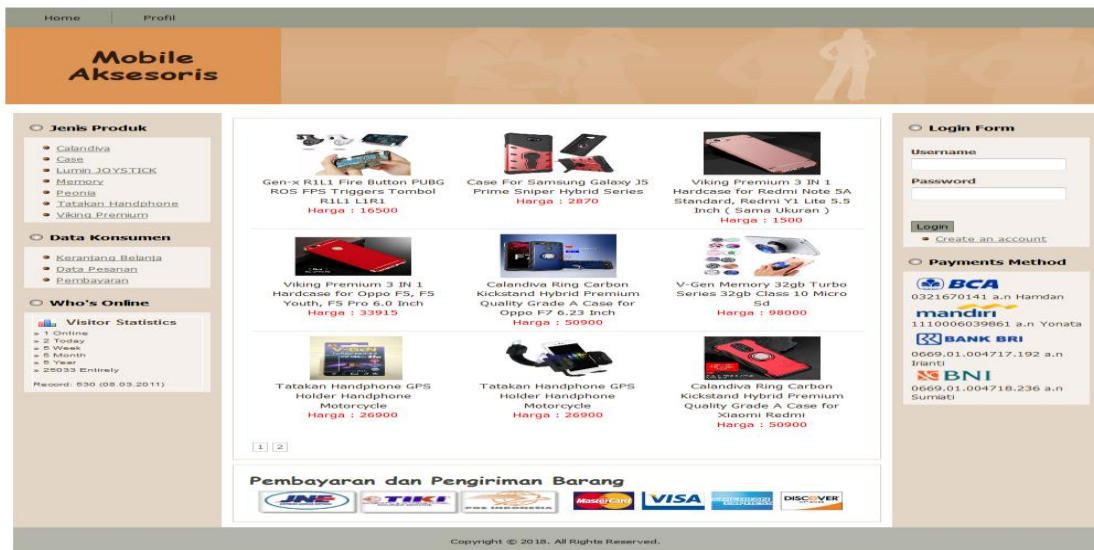 Home
Profil
Mobile
Aksesoris
Jenis Produk
Calandiva
Case
Lumin JOYSTICK
Memory
Peonia
Tatakan Handphone
Viking Premium
Data Konsumen
Keranjang Belanja
Data Pesanan
Pembayaran
Who's Online
Visitor Statistics
» 1 Online
» 2 Today
» 5 Week
» 5 Month
» 5 Year
» 25033 Entirely
Record: 530 (08.03.2011)
Gen-x R1L1 Fire Button PUBG
ROS FPS Triggers Tombol
R1L1 L1R1
Harga : 16500
Case For Samsung Galaxy J5
Prime Sniper Hybrid Series
Harga : 2870
Viking Premium 3 IN 1
Hardcase for Redmi Note 5A
Standard, Redmi Y1 Lite 5.5
Inch ( Sama Ukuran )
Harga : 1500
Viking Premium 3 IN 1
Hardcase for Oppo F5, F5
Youth, F5 Pro 6.0 Inch
Harga : 33915
Calandiva Ring Carbon
Kickstand Hybrid Premium
Quality Grade A Case for
Oppo F7 6.23 Inch
Harga : 50900
V-Gen Memory 32gb Turbo
Series 32gb Class 10 Micro
Sd
Harga : 98000
V-GeN
Tatakan Handphone GPS
Holder Handphone
Motorcycle
Harga : 26900
Tatakan Handphone GPS
Holder Handphone
Motorcycle
Harga : 26900
Calandiva Ring Carbon
Kickstand Hybrid Premium
Quality Grade A Case for
Xiaomi Redmi
Harga : 50900
1 2
Pembayaran dan Pengiriman Barang
JNE
TIKI
POS INDONESIA
MasterCard
VISA
DISCOVER
Login Form
Username
Password
Login
Create an account
Payments Method
BCA
0321670141 a.n Hamdan
mandiri
1110006039861 a.n Yonata
BANK BRI
0669.01.004717.192 a.n
Irianti
BNI
0669.01.004718.236 a.n
Sumiati
Copyright © 2018. All Rights Reserved.